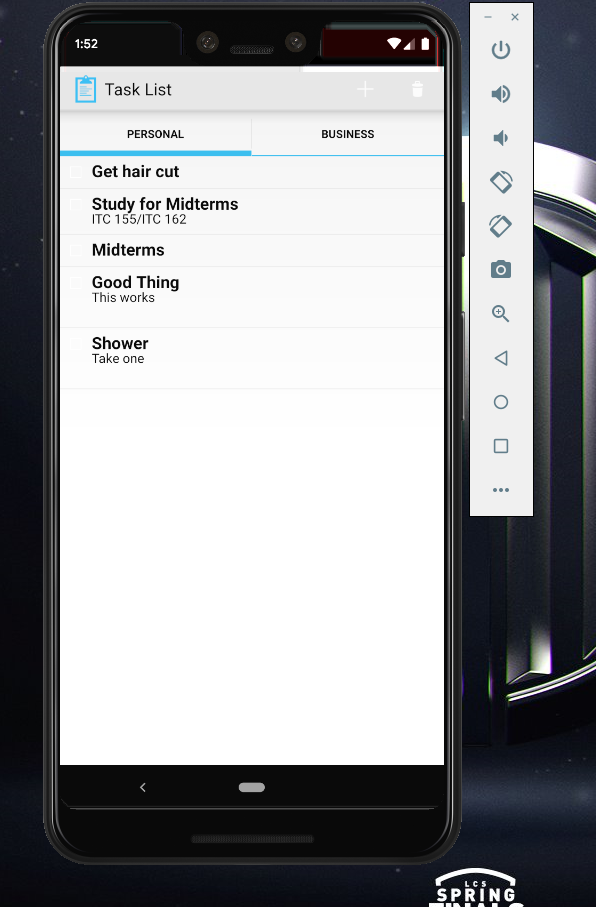 1:52
Task List
PERSONAL
BUSINESS
Get hair cut
Study for Midterms
ITC 155/ITC 162
Midterms
Good Thing
This works
Shower
Take one
LCS
SPRING
FINALS